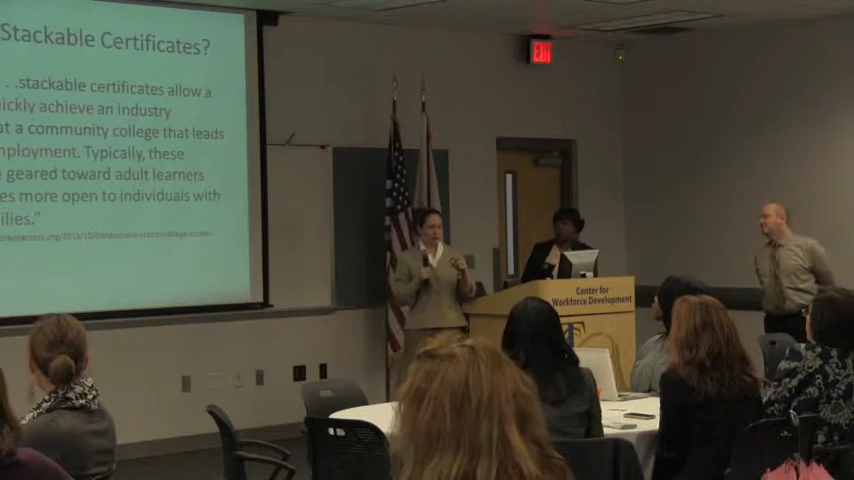 Stackable Certificates?
. .stackable certificates allow a
uickly achieve an industry
at a community college that leads
mployment. Typically, these
e geared toward adult learners
es more open to individuals with
ilies.”
EXIT
Center for
Workforce Development